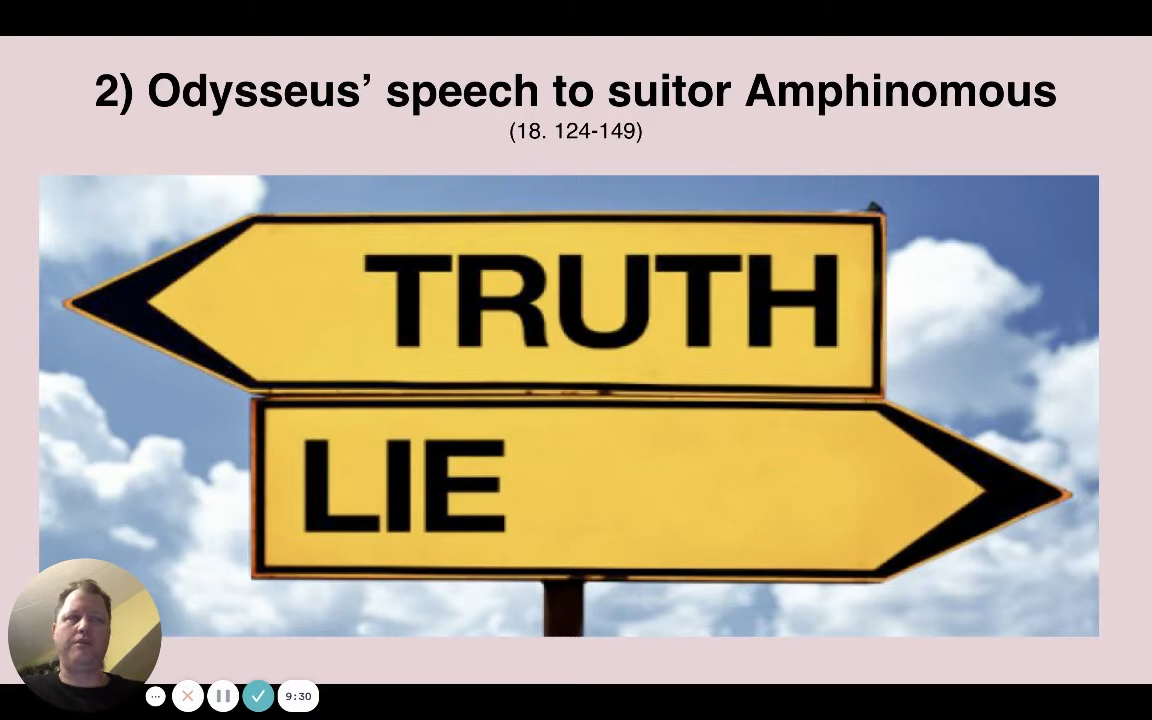 2) Odysseus’ speech to suitor Amphinomous
(18. 124-149)
TRUTH
LIE
9:30